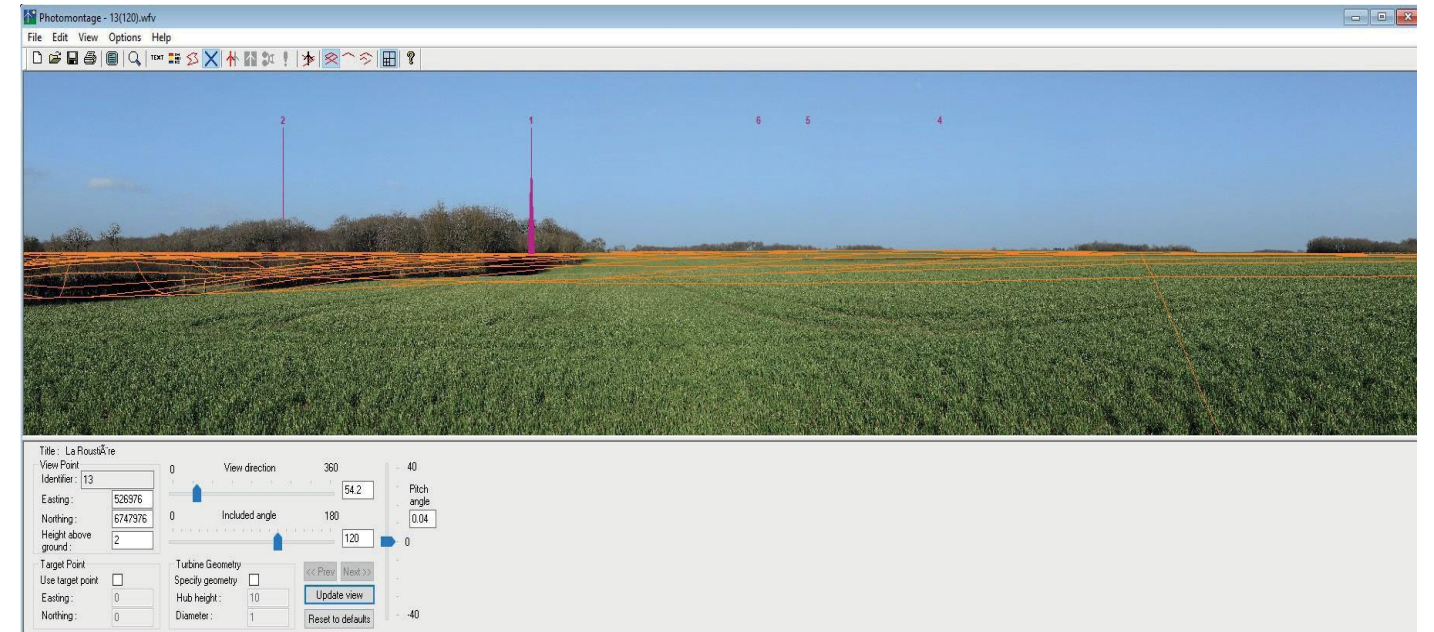 Photomontage - 13(120).wfv
File Edit View Options Help
TEXT
2 1 6 5 4
Title : La RoustiÃ¨re
View Point
Identifier : 13
Easting : 526976
Northing : 6747976
Height above
ground : 2
0 View direction 360
54.2
0 Included angle 180
120
40
Pitch
angle
0.04
0
-40
Target Point
Use target point
Easting : 0
Northing : 0
Turbine Geometry
Specify geometry
Hub height : 10
Diameter : 1
<< Prev Next >>
Update view
Reset to defaults